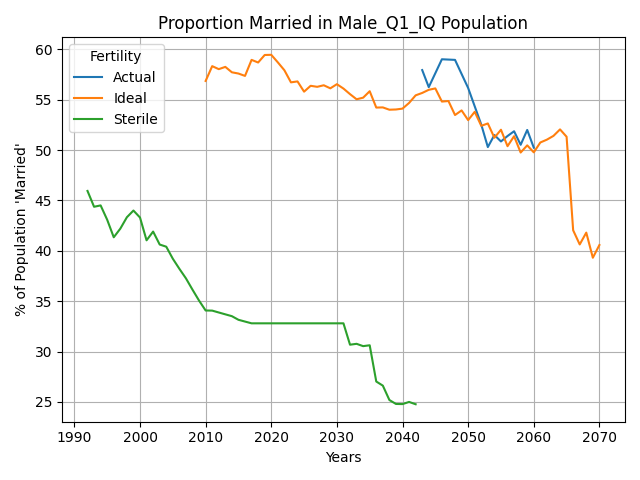 Proportion Married in Male_Q1_IQ Population
Fertility
Actual
Ideal
Sterile
% of Population 'Married'
60
55
50
45
40
35
30
25
1990 2000 2010 2020 2030 2040 2050 2060 2070
Years